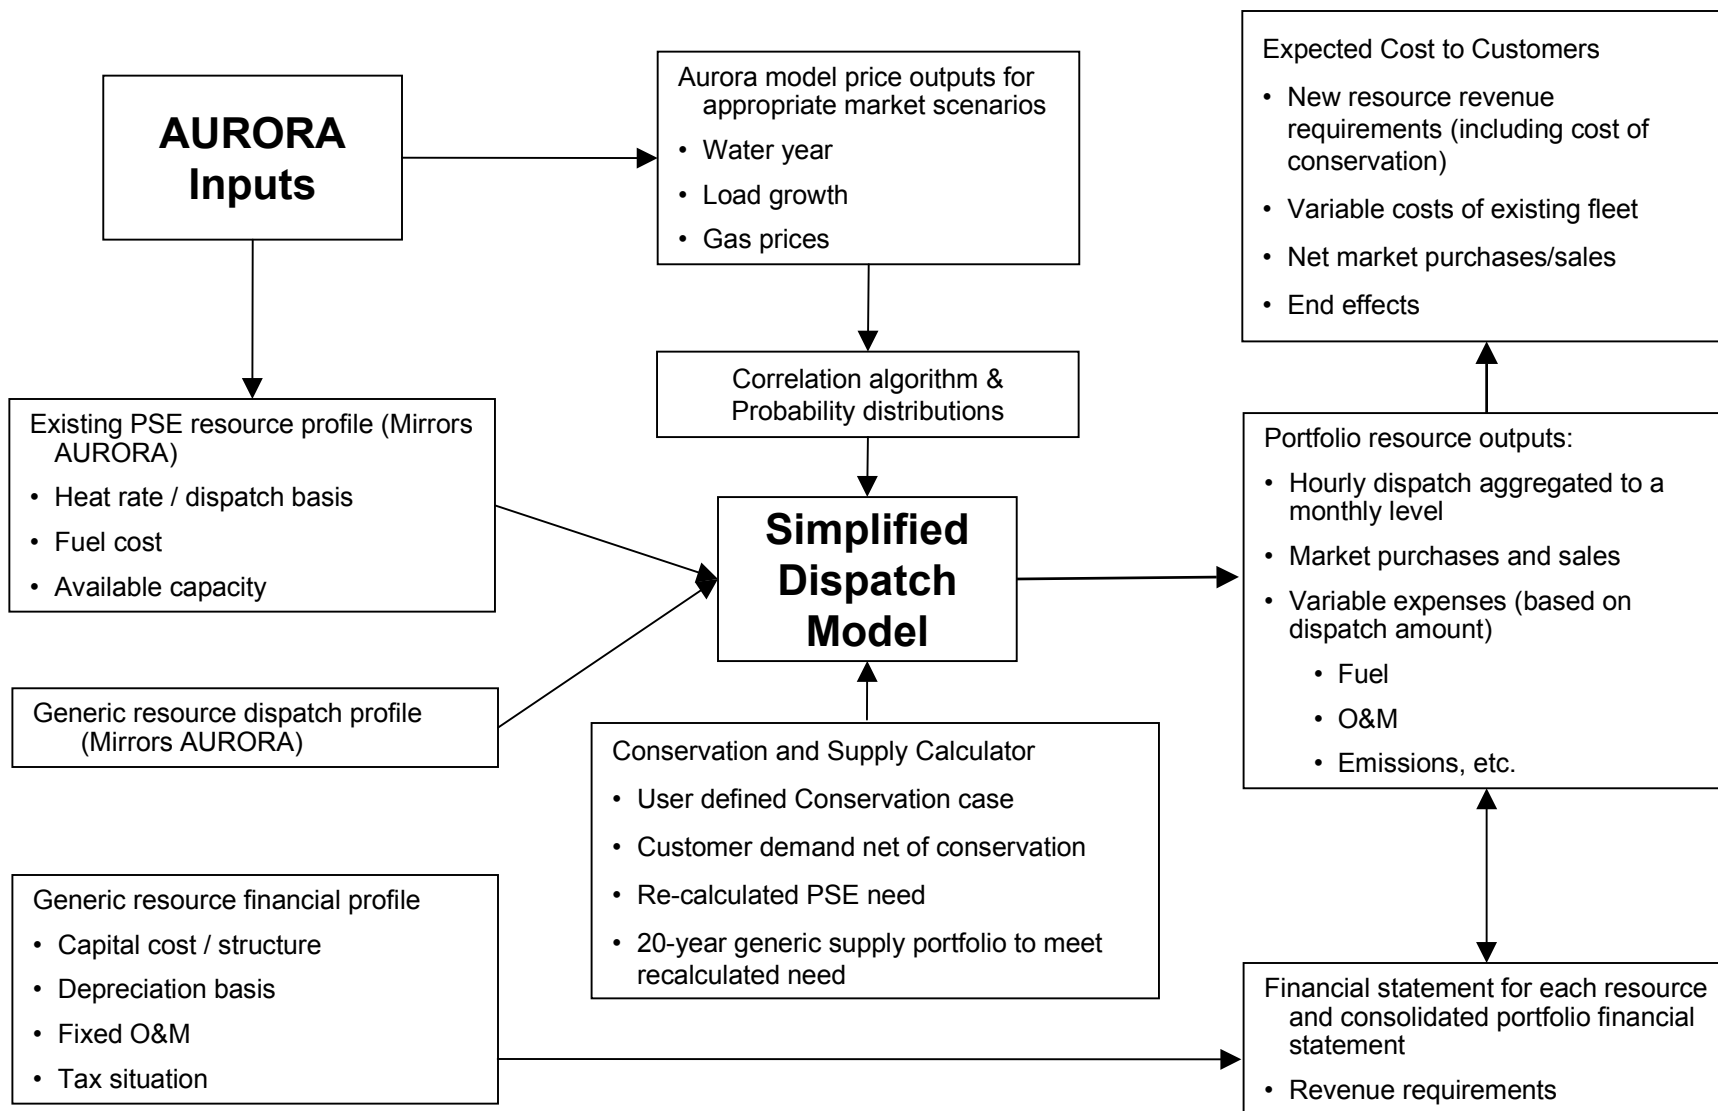 AURORA
Inputs
Aurora model price outputs for
appropriate market scenarios
• Water year
• Load growth
• Gas prices
Expected Cost to Customers
• New resource revenue
requirements (including cost of
conservation)
• Variable costs of existing fleet
• Net market purchases/sales
• End effects
Correlation algorithm &
Probability distributions
Existing PSE resource profile (Mirrors
AURORA)
• Heat rate / dispatch basis
• Fuel cost
• Available capacity
Simplified
Dispatch
Model
Portfolio resource outputs:
• Hourly dispatch aggregated to a
monthly level
• Market purchases and sales
• Variable expenses (based on
dispatch amount)
• Fuel
• O&M
• Emissions, etc.
Generic resource dispatch profile
(Mirrors AURORA)
Conservation and Supply Calculator
• User defined Conservation case
• Customer demand net of conservation
• Re-calculated PSE need
• 20-year generic supply portfolio to meet
recalculated need
Generic resource financial profile
• Capital cost / structure
• Depreciation basis
• Fixed O&M
• Tax situation
Financial statement for each resource
and consolidated portfolio financial
statement
• Revenue requirements